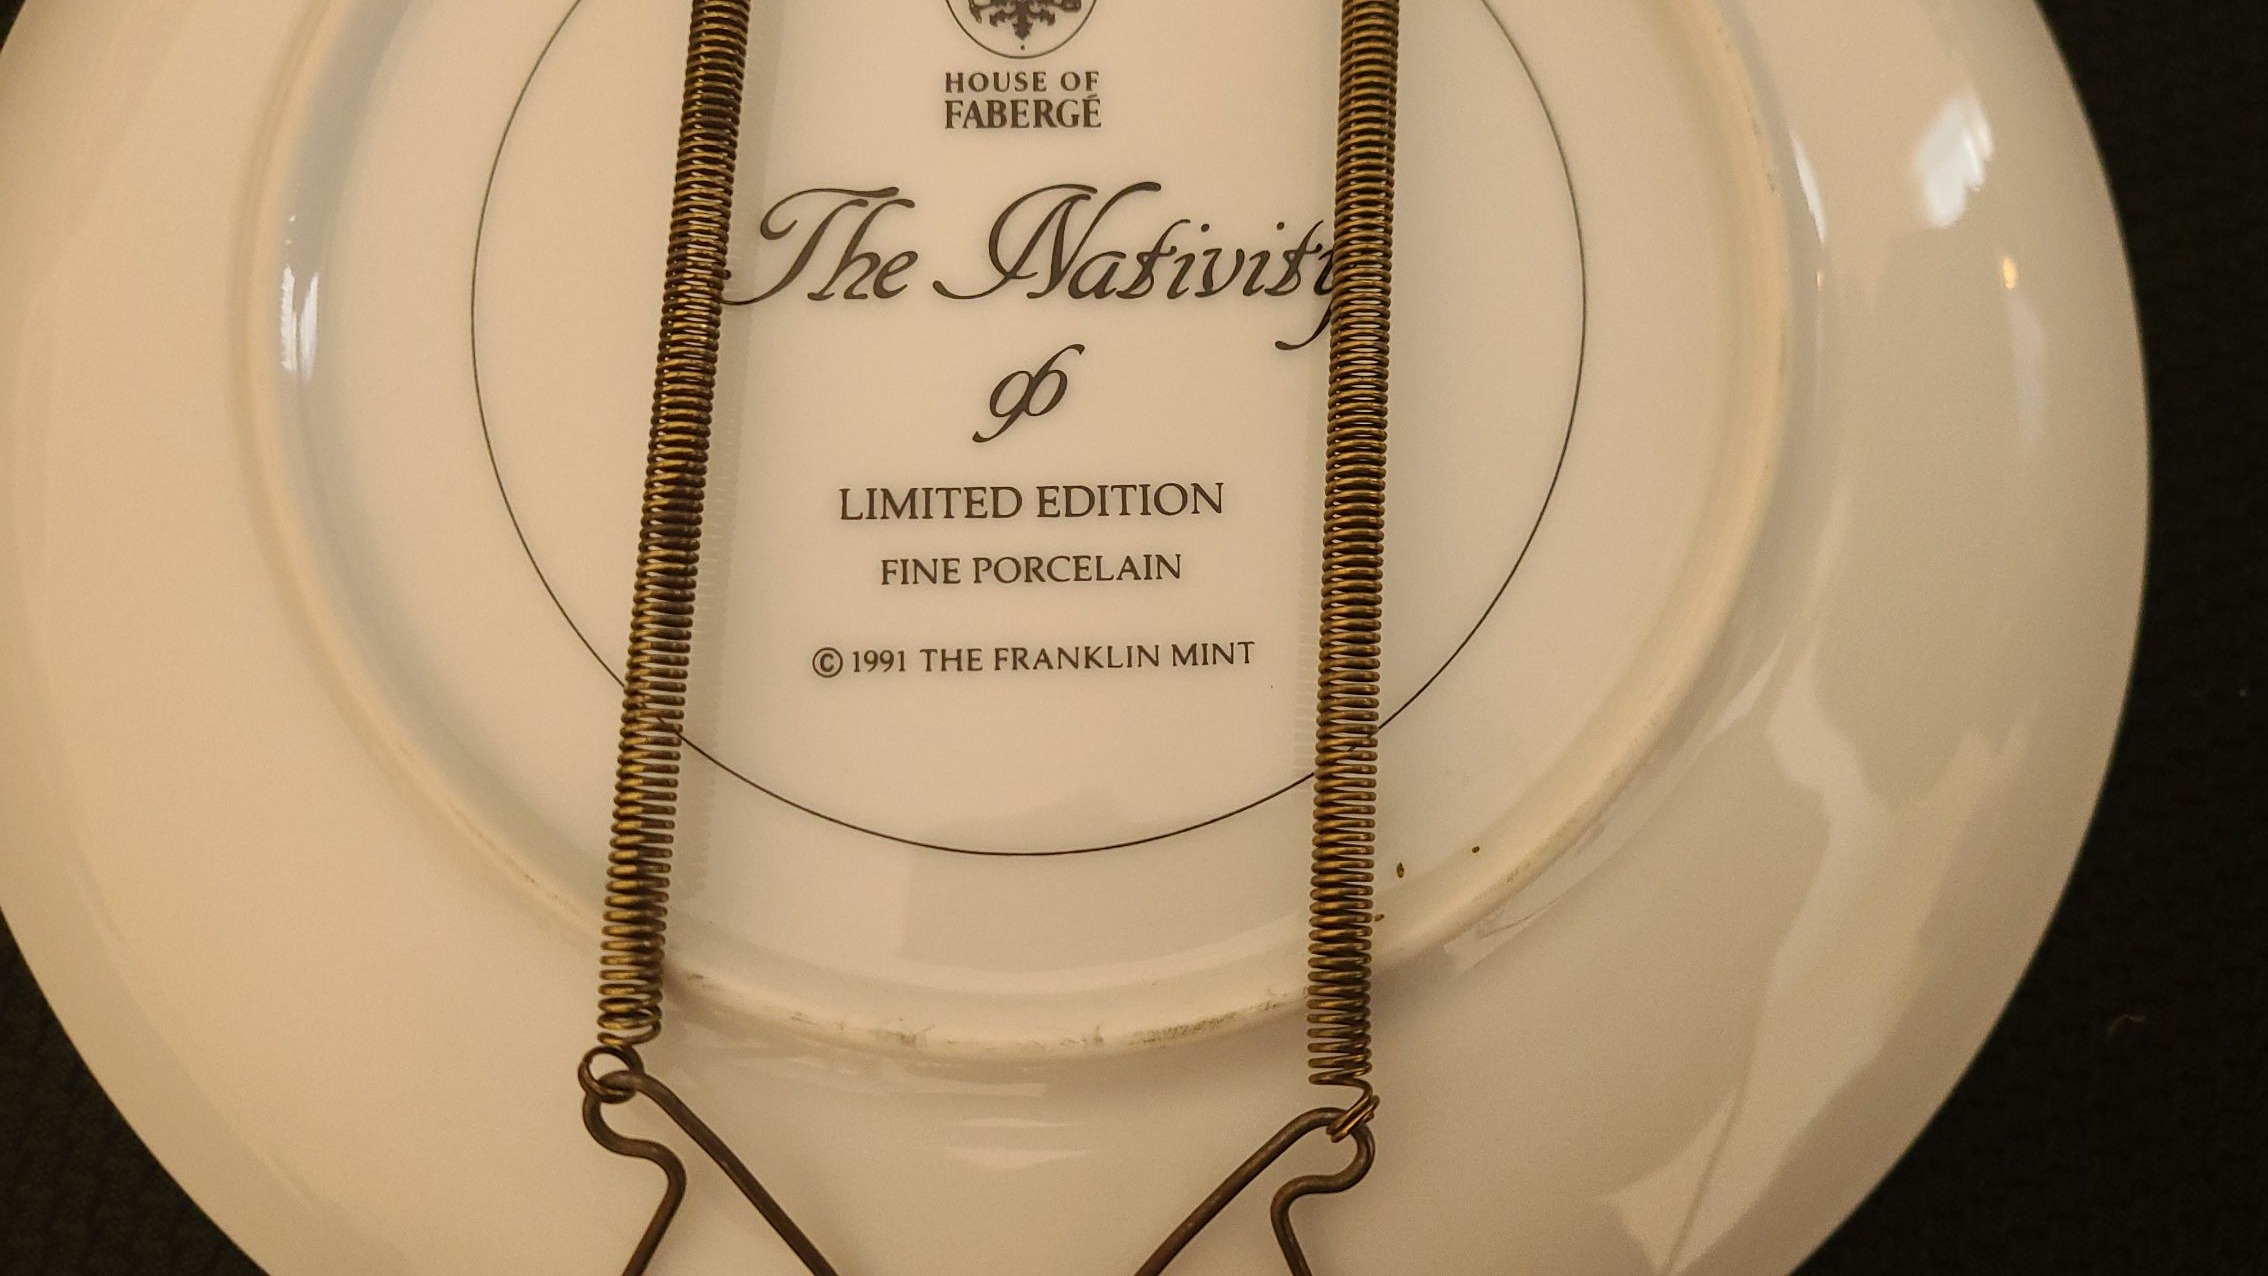 HOUSE OF
FABERGÉ
The Nativity
96
LIMITED EDITION
FINE PORCELAIN
© 1991 THE FRANKLIN MINT